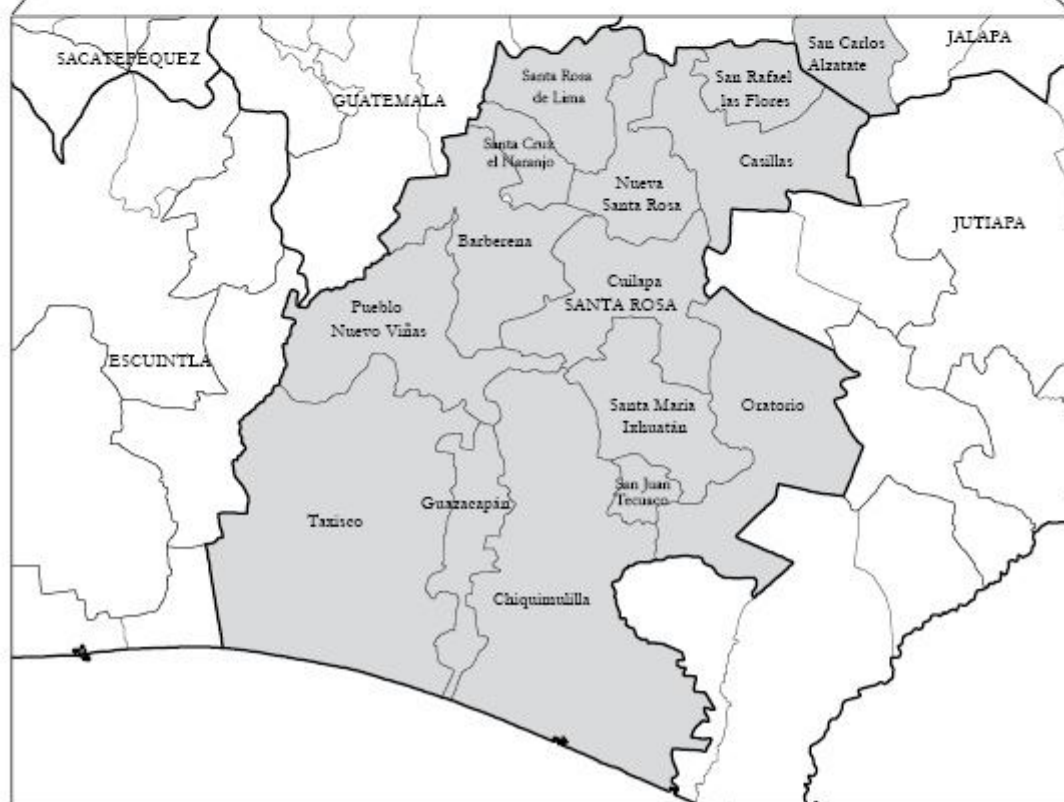 SACATEPÉQUEZ
GUATEMALA
San Carlos
Alzatate
JALAPA
Santa Rosa
de Lima
San Rafael
las Flores
Santa Cruz
el Naranjo
Casillas
Nueva
Santa Rosa
JUTIAPA
Barberena
Cuilapa
SANTA ROSA
Pueblo
Nuevo Viñas
ESCUINTLA
Santa María
Ixhuatán
Oratorio
San Juan
Tecuaco
Guazacapán
Taxisco
Chiquimulilla